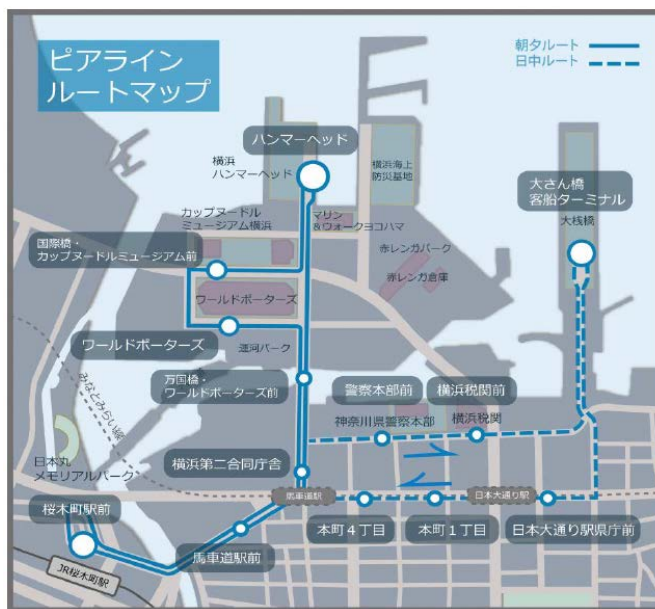 ピアライン
ルートマップ
朝夕ルート
日中ルート
ハンマーヘッド
横浜
ハンマーヘッド
横浜海上
防災基地
大さん橋
客船ターミナル
大桟橋
カップヌードル
ミュージアム横浜
マリン
&ウォークヨコハマ
国際橋・
カップヌードルミュージアム前
赤レンガパーク
赤レンガ倉庫
ワールドポーターズ
ワールドポーターズ
運河パーク
万国橋・
ワールドポーターズ前
警察本部前
横浜税関前
みなとみらい線
神奈川県警察本部
横浜税関
日本丸
メモリアルパーク
横浜第二合同庁舎
馬車道駅
日本大通り駅
桜木町駅前
本町4丁目
本町1丁目
日本大通り駅県庁前
馬車道駅前
JR桜木町駅